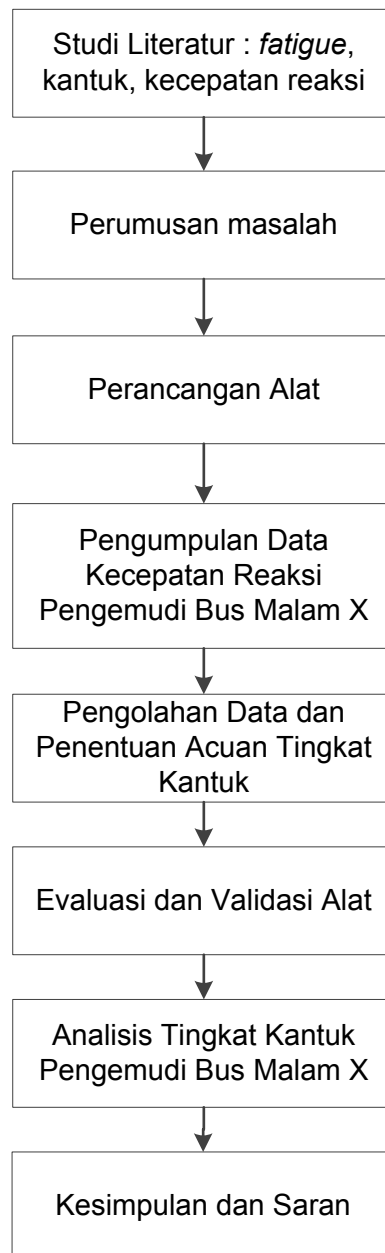 Studi Literatur : fatigue,
kantuk, kecepatan reaksi
Perumusan masalah
Perancangan Alat
Pengumpulan Data
Kecepatan Reaksi
Pengemudi Bus Malam X
Pengolahan Data dan
Penentuan Acuan Tingkat
Kantuk
Evaluasi dan Validasi Alat
Analisis Tingkat Kantuk
Pengemudi Bus Malam X
Kesimpulan dan Saran